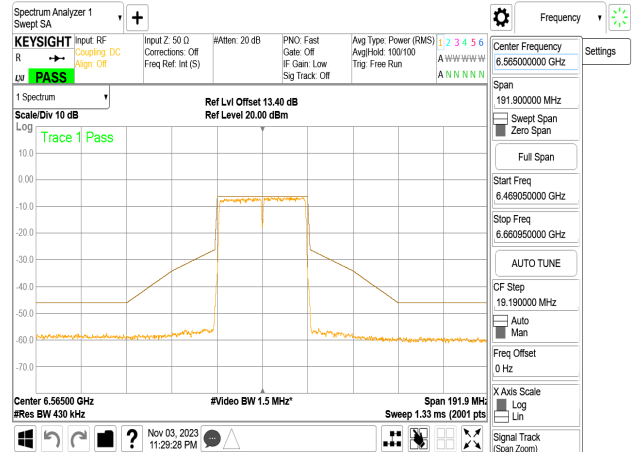 Spectrum Analyzer 1
Swept SA
Frequency
KEYSIGHT
R
LNI PASS
Input: RF
Coupling: DC
Align: Off
Input Z: 50 Ω
Corrections: Off
Freq Ref: Int (S)
#Atten: 20 dB
PNO: Fast
Gate: Off
IF Gain: Low
Sig Track: Off
Avg Type: Power (RMS)
Avg|Hold: 100/100
Trig: Free Run
1 2 3 4 5 6
A W W W W W
A N N N N N
1 Spectrum
Scale/Div 10 dB
Ref Lvl Offset 13.40 dB
Ref Level 20.00 dBm
Log
Trace 1 Pass
10.0
0.00
-10.0
-20.0
-30.0
-40.0
-50.0
-60.0
-70.0
Center 6.56500 GHz
#Res BW 430 kHz
#Video BW 1.5 MHz*
Span 191.9 MHz
Sweep 1.33 ms (2001 pts
Nov 03, 2023
11:29:28 PM
Center Frequency
6.565000000 GHz
Settings
Span
191.900000 MHz
Swept Span
Zero Span
Full Span
Start Freq
6.469050000 GHz
Stop Freq
6.660950000 GHz
AUTO TUNE
CF Step
19.190000 MHz
Auto
Man
Freq Offset
0 Hz
X Axis Scale
Log
Lin
Signal Track
(Span Zoom)